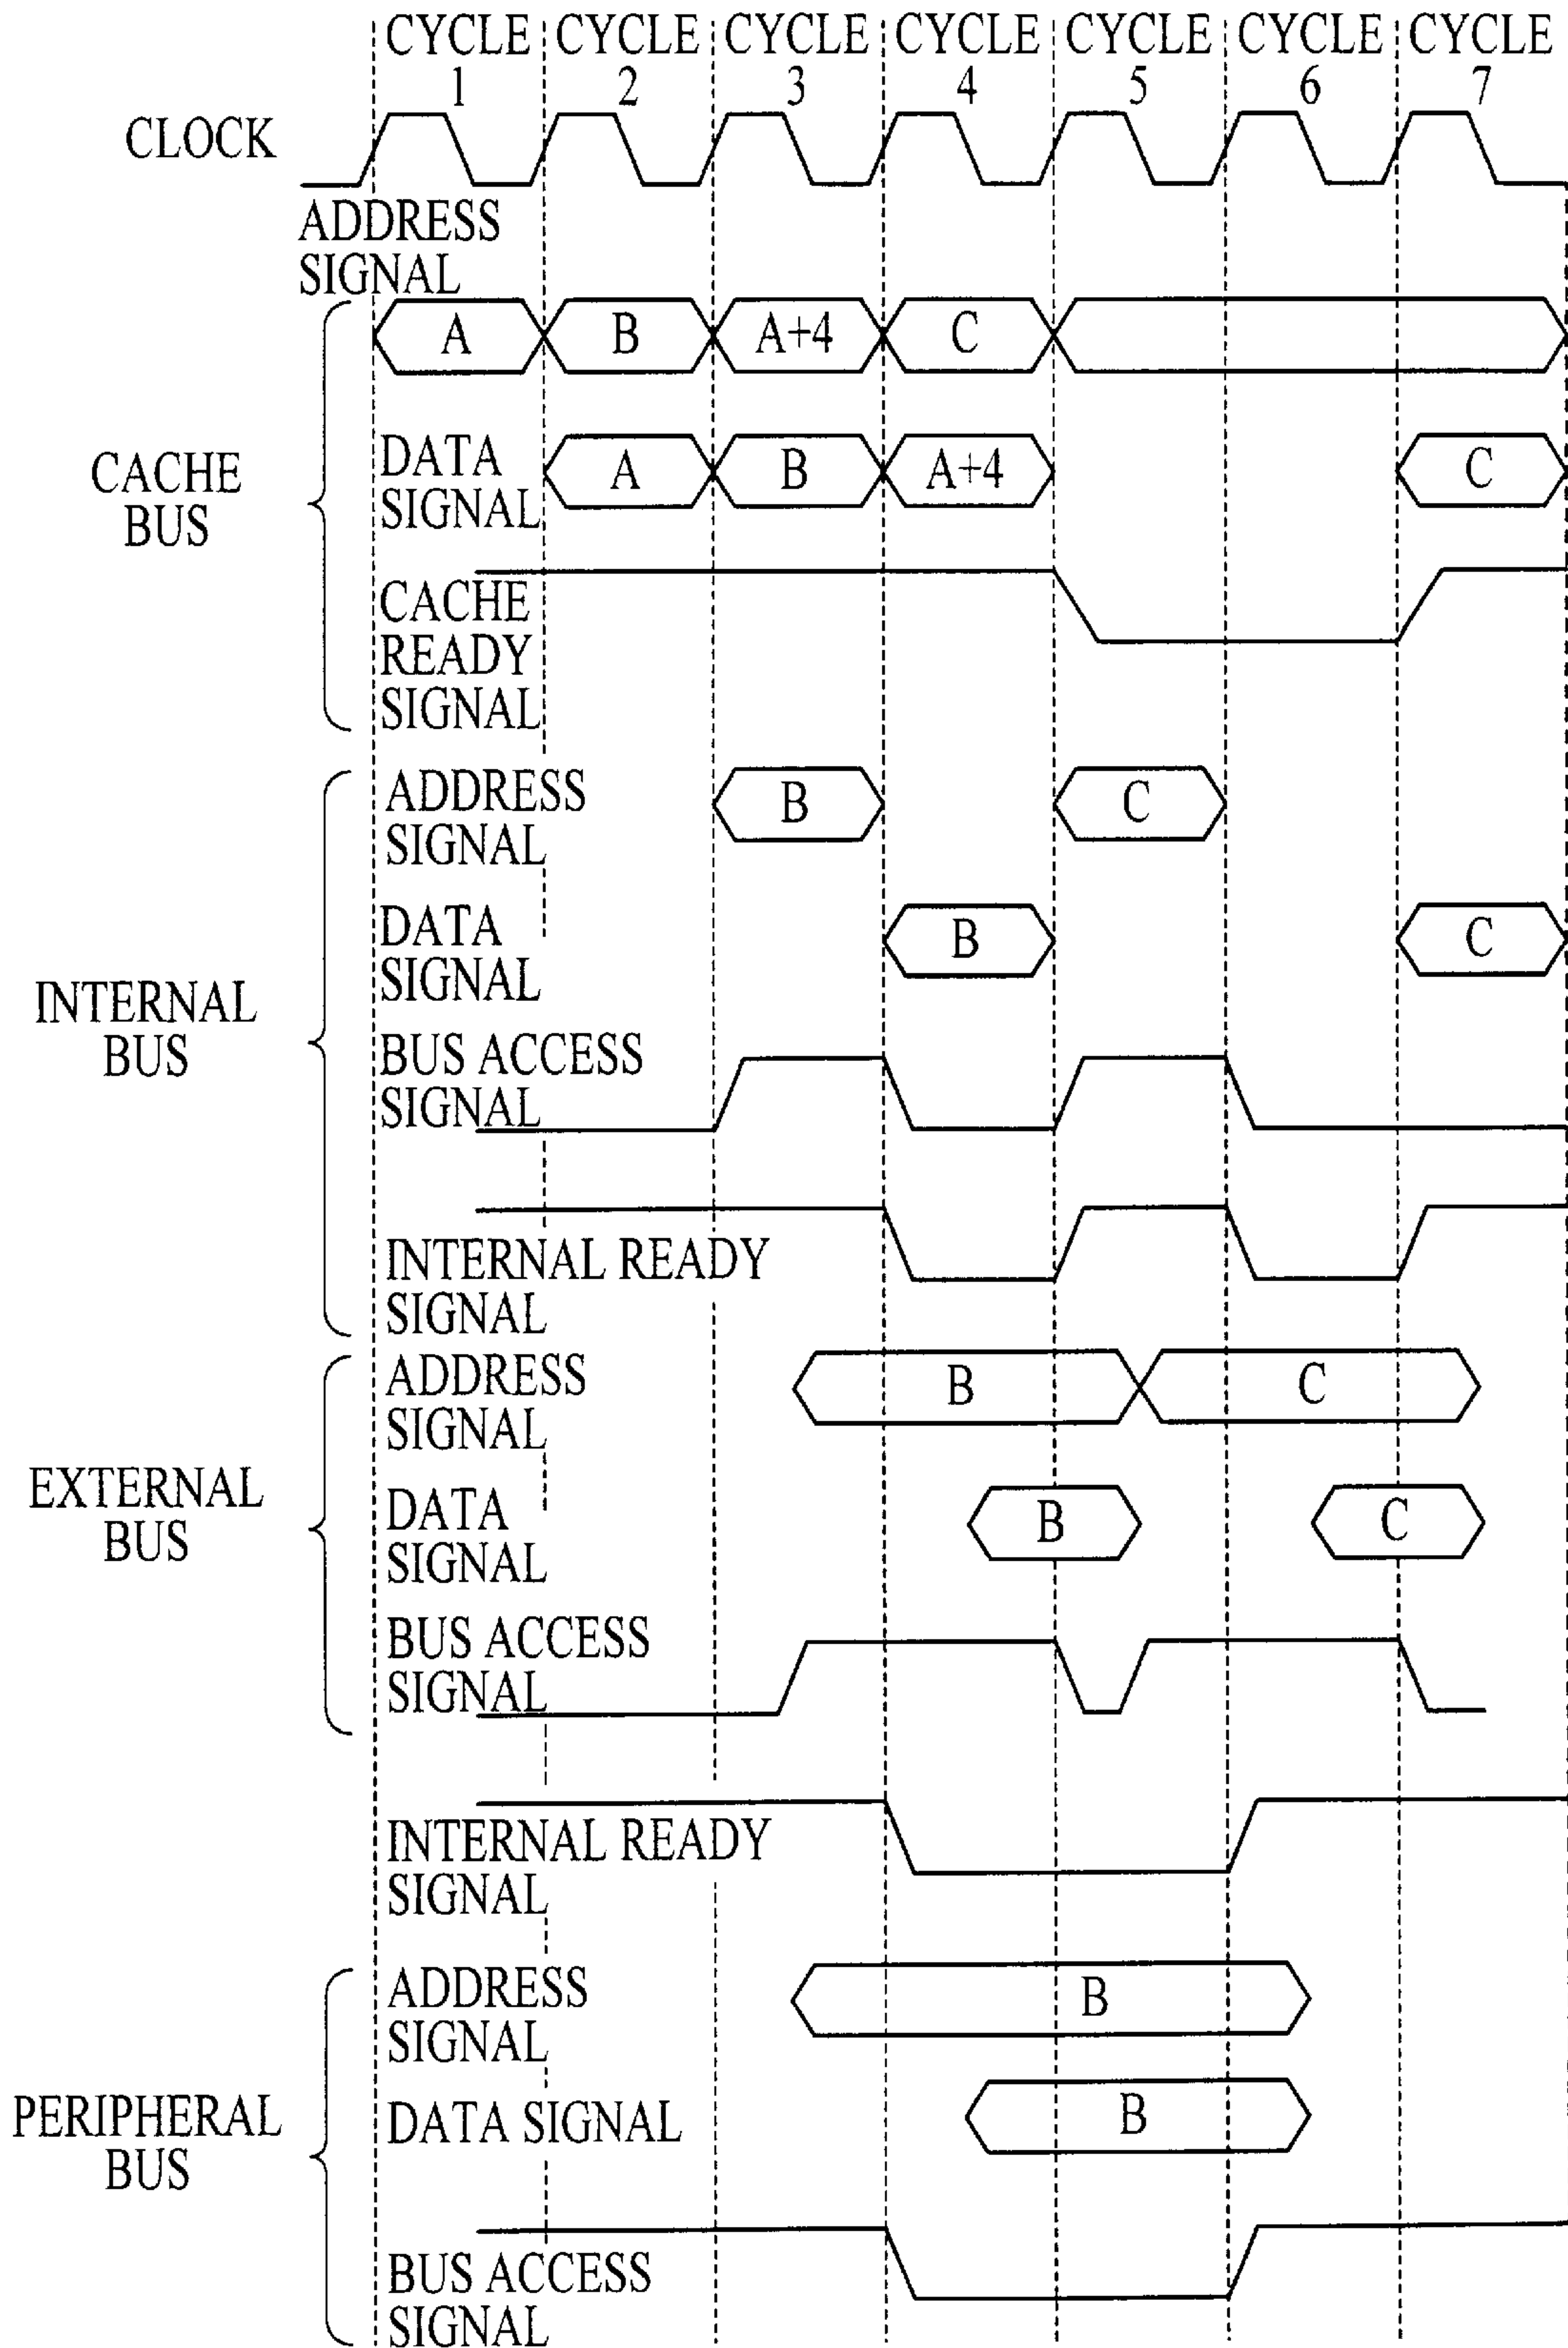 CYCLE CYCLE CYCLE CYCLE CYCLE CYCLE CYCLE
1 2 3 4 5 6 7
CLOCK
ADDRESS
SIGNAL
A B A+4 C
CACHE
BUS
DATA
SIGNAL
A B A+4 C
CACHE
READY
SIGNAL
INTERNAL
BUS
ADDRESS
SIGNAL
B C
DATA
SIGNAL
B C
BUS ACCESS
SIGNAL
INTERNAL READY
SIGNAL
EXTERNAL
BUS
ADDRESS
SIGNAL
B C
DATA
SIGNAL
B C
BUS ACCESS
SIGNAL
INTERNAL READY
SIGNAL
PERIPHERAL
BUS
ADDRESS
SIGNAL
B
DATA SIGNAL
B
BUS ACCESS
SIGNAL